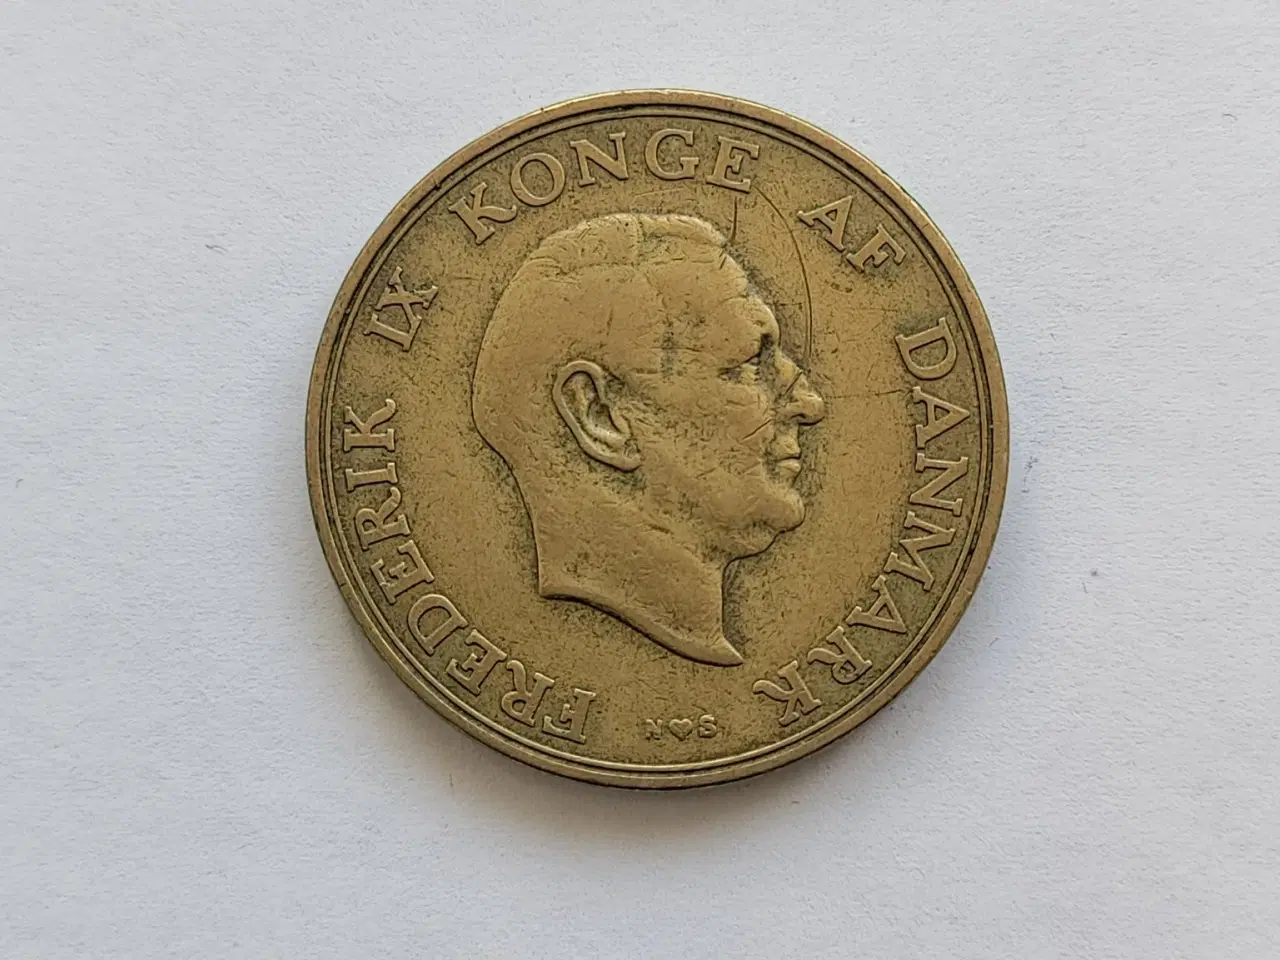 FREDERIK IX KONGE AF DANMARK
N♥S